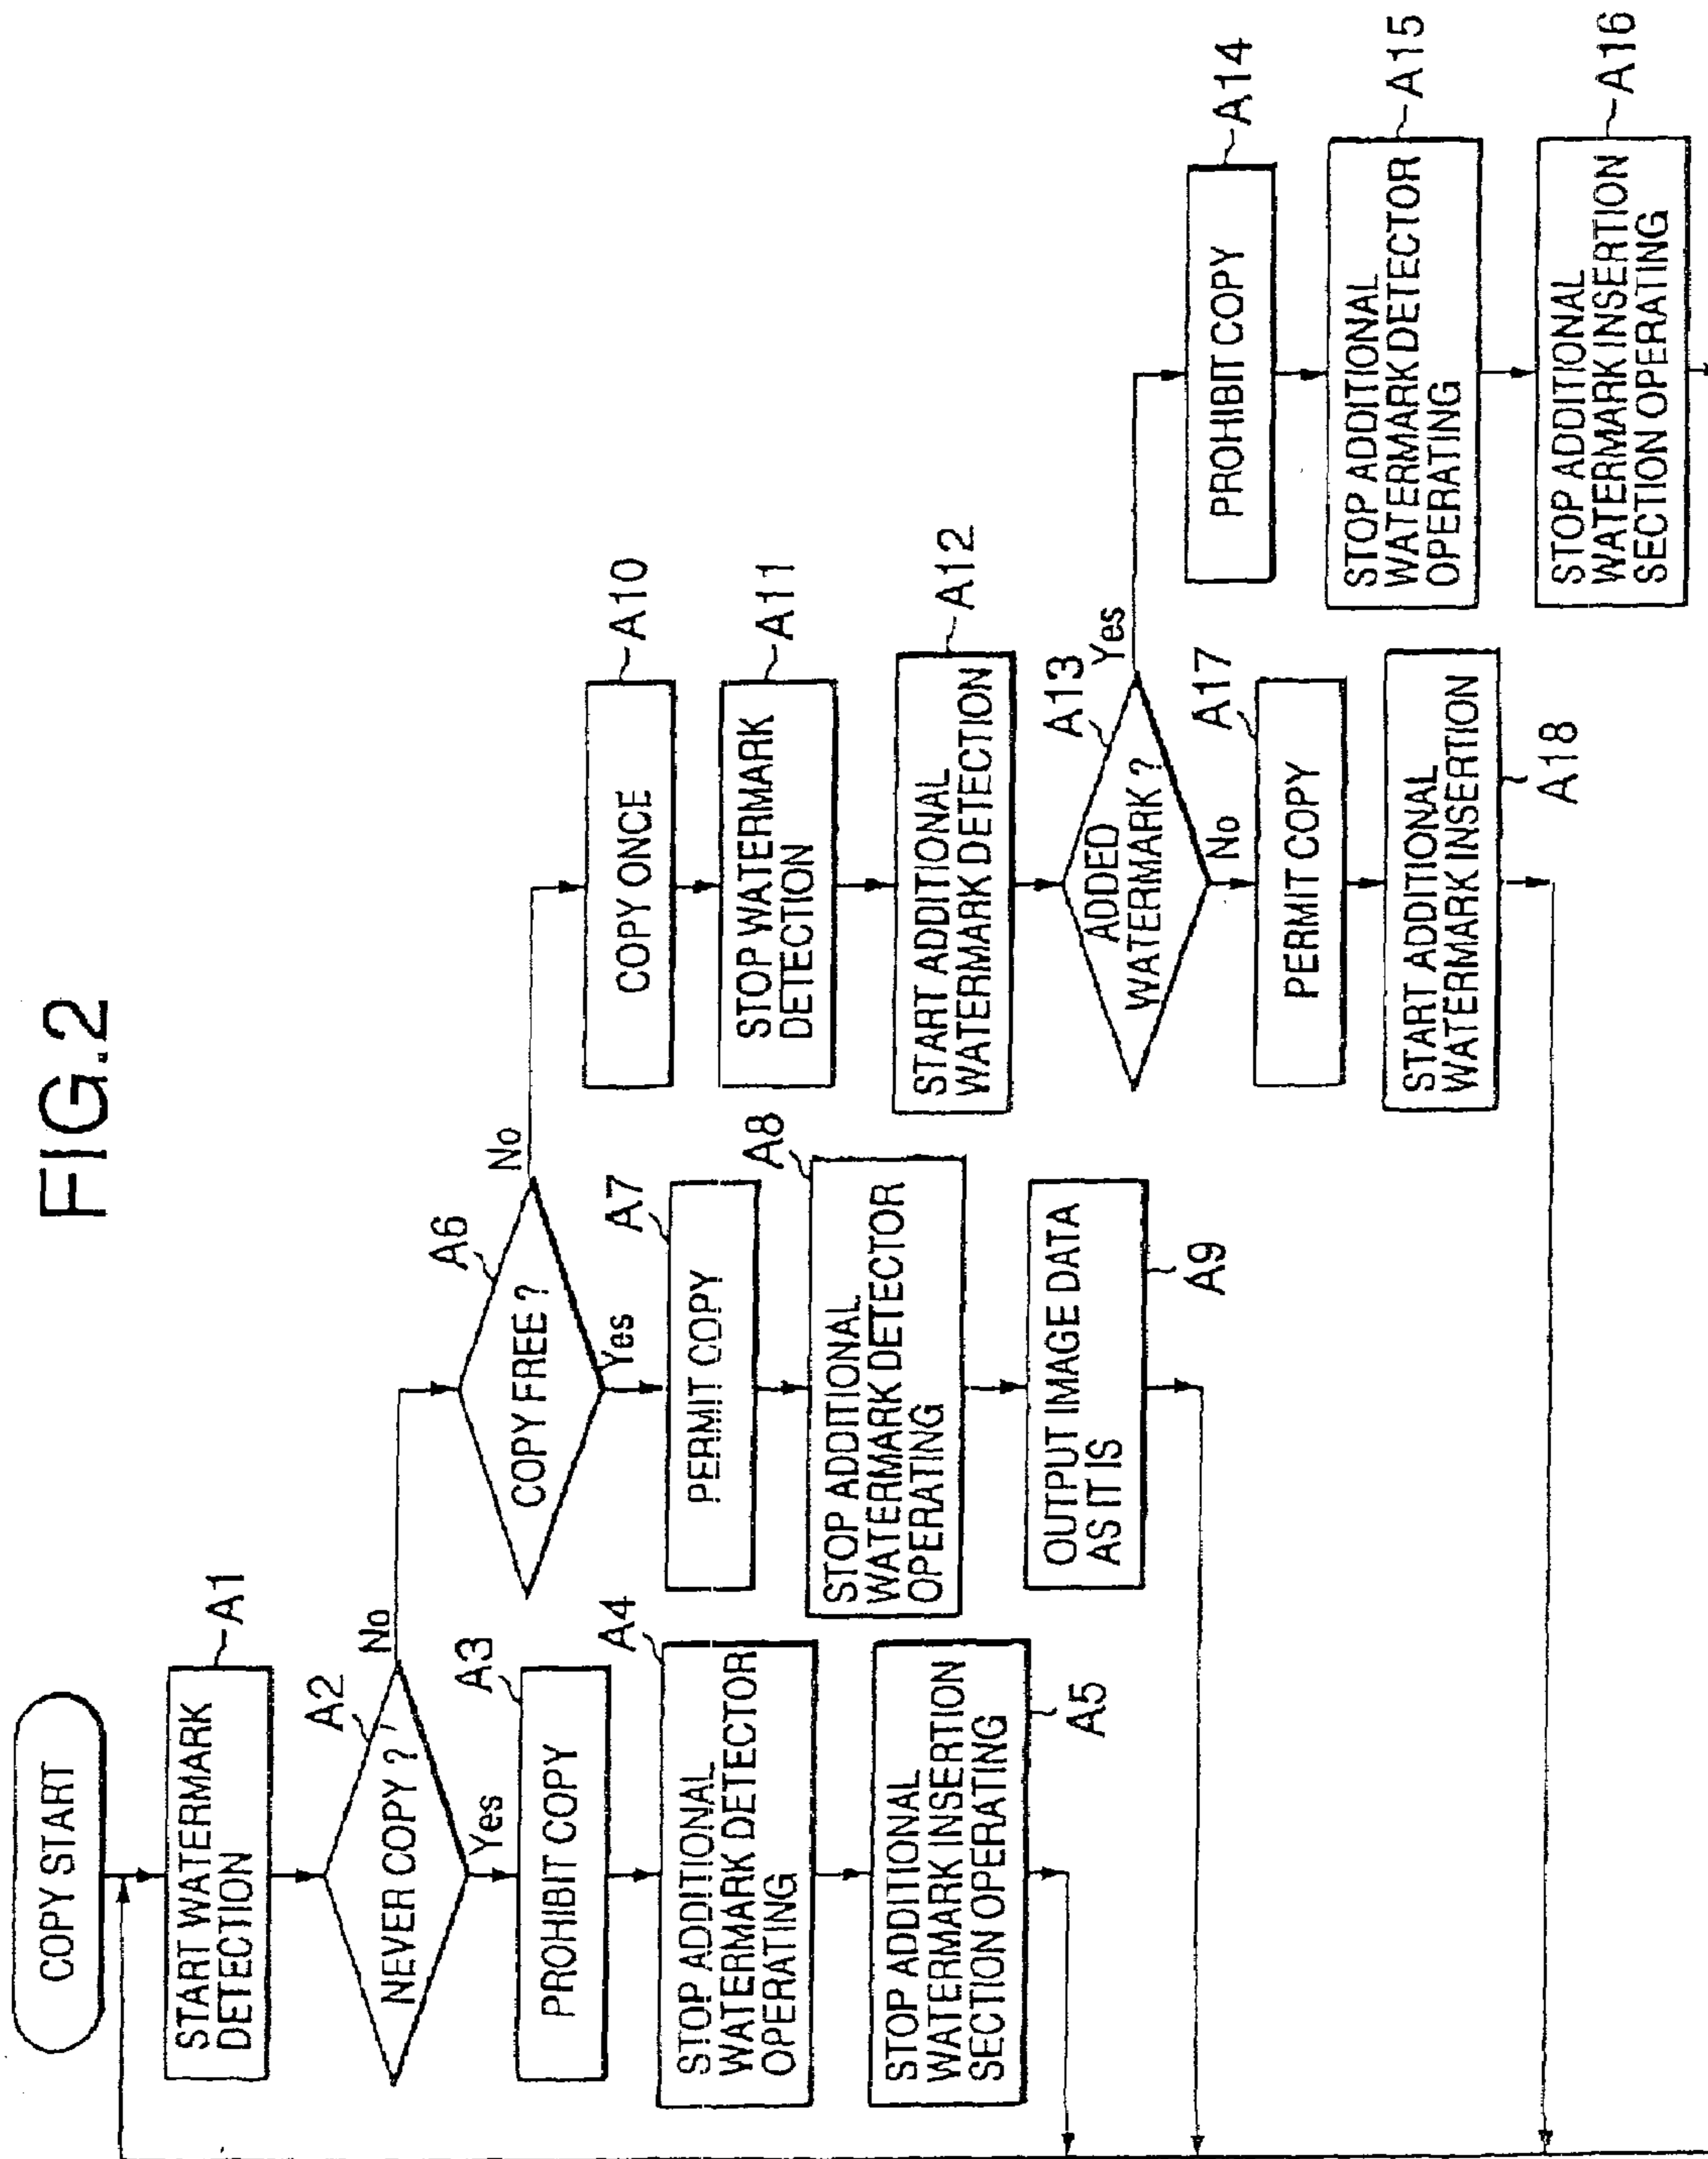 FIG.2
COPY START
START WATERMARK
DETECTION
A1
NEVER COPY ?
A2
No
Yes
PROHIBIT COPY
A3
STOP ADDITIONAL
WATERMARK DETECTOR
OPERATING
A4
STOP ADDITIONAL
WATERMARK INSERTION
SECTION OPERATING
A5
COPY FREE ?
A6
No
Yes
PERMIT COPY
A7
STOP ADDITIONAL
WATERMARK DETECTOR
OPERATING
A8
OUTPUT IMAGE DATA
AS IT IS
A9
COPY ONCE
A10
STOP WATERMARK
DETECTION
A11
START ADDITIONAL
WATERMARK DETECTION
A12
ADDED
WATERMARK ?
A13
Yes
No
PROHIBIT COPY
A14
STOP ADDITIONAL
WATERMARK DETECTOR
OPERATING
A15
STOP ADDITIONAL
WATERMARK INSERTION
SECTION OPERATING
A16
PERMIT COPY
A17
START ADDITIONAL
WATERMARK INSERTION
A18